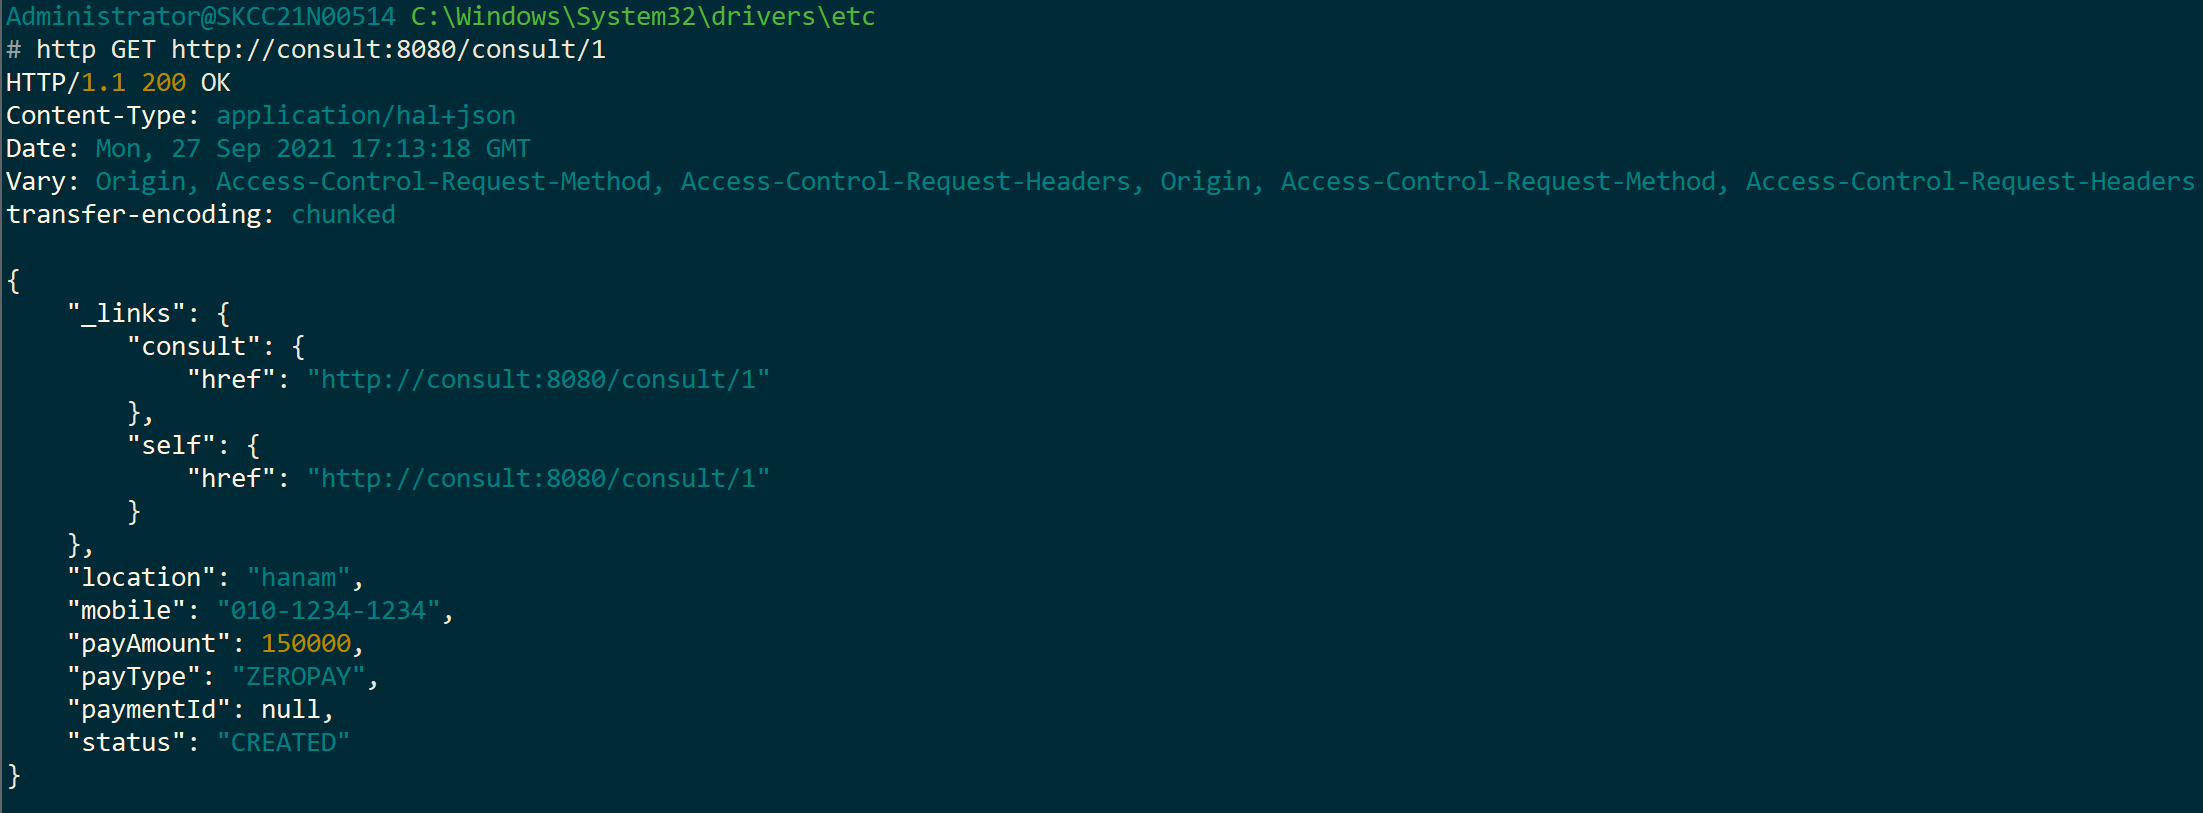 Administrator@SKCC21N00514 C:\Windows\System32\drivers\etc
# http GET http://consult:8080/consult/1
HTTP/1.1 200 OK
Content-Type: application/hal+json
Date: Mon, 27 Sep 2021 17:13:18 GMT
Vary: Origin, Access-Control-Request-Method, Access-Control-Request-Headers, Origin, Access-Control-Request-Method, Access-Control-Request-Headers
transfer-encoding: chunked

{
    "_links": {
        "consult": {
            "href": "http://consult:8080/consult/1"
        },
        "self": {
            "href": "http://consult:8080/consult/1"
        }
    },
    "location": "hanam",
    "mobile": "010-1234-1234",
    "payAmount": 150000,
    "payType": "ZEROPAY",
    "paymentId": null,
    "status": "CREATED"
}